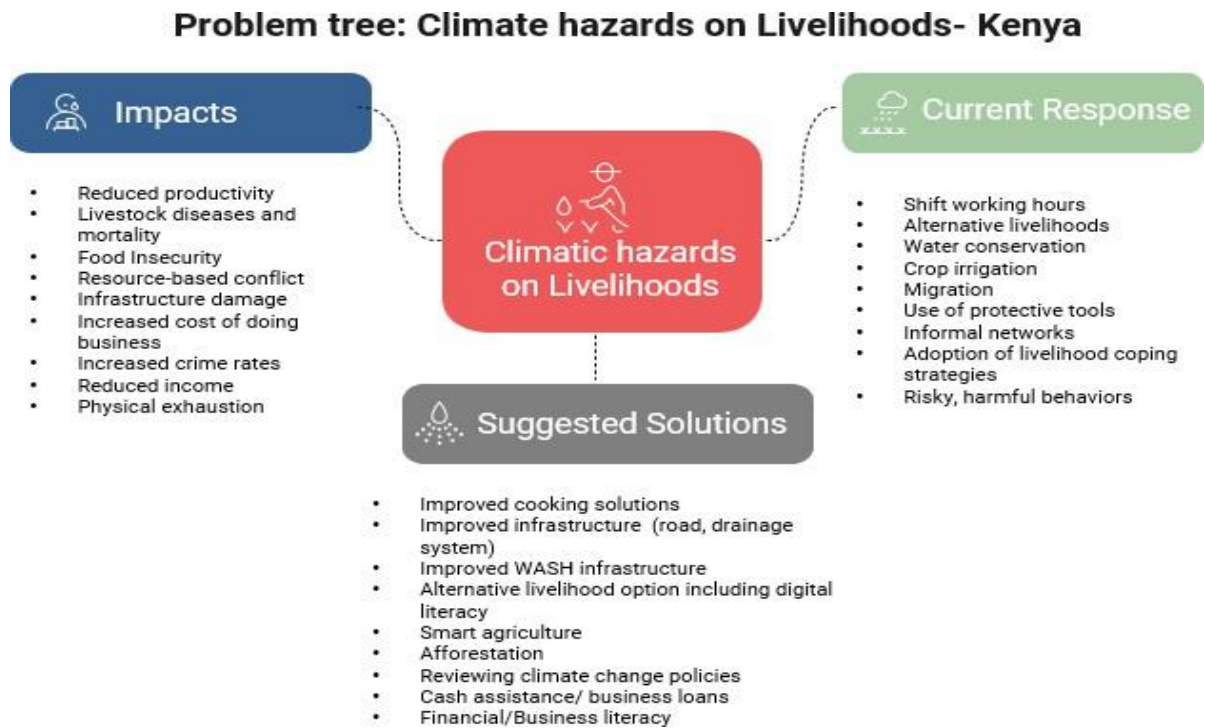 Problem tree: Climate hazards on Livelihoods- Kenya
Impacts
• Reduced productivity
• Livestock diseases and
mortality
• Food Insecurity
• Resource-based conflict
• Infrastructure damage
• Increased cost of doing
business
• Increased crime rates
• Reduced income
• Physical exhaustion
Climatic hazards
on Livelihoods
Current Response
• Shift working hours
• Alternative livelihoods
• Water conservation
• Crop irrigation
• Migration
• Use of protective tools
• Informal networks
• Adoption of livelihood coping
strategies
• Risky, harmful behaviors
Suggested Solutions
• Improved cooking solutions
• Improved infrastructure (road, drainage
system)
• Improved WASH infrastructure
• Alternative livelihood option including digital
literacy
• Smart agriculture
• Afforestation
• Reviewing climate change policies
• Cash assistance/ business loans
• Financial/Business literacy